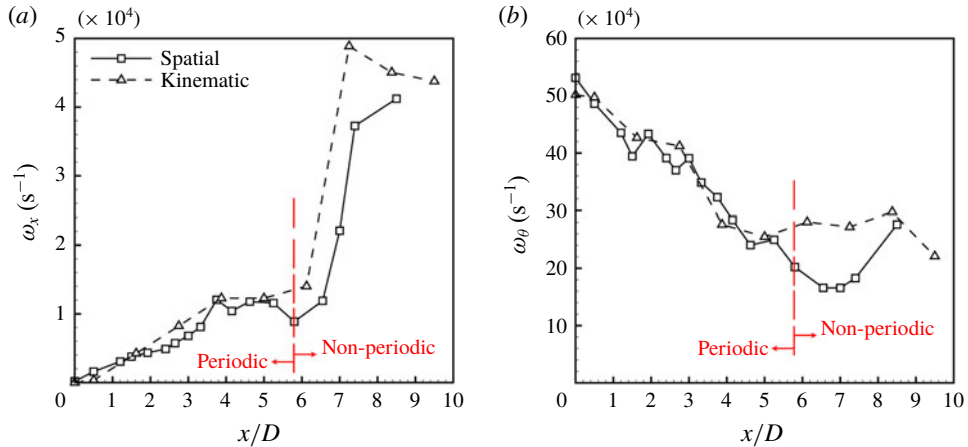 (a)
(× 10⁴)
5
4
3
2
1
0
1
2
3
4
5
6
7
8
9
10
Spatial
Kinematic
Periodic
Non-periodic
ωₓ (s⁻¹)
x/D
(b)
(× 10⁴)
60
50
40
30
20
10
0
1
2
3
4
5
6
7
8
9
10
Periodic
Non-periodic
ω_θ (s⁻¹)
x/D